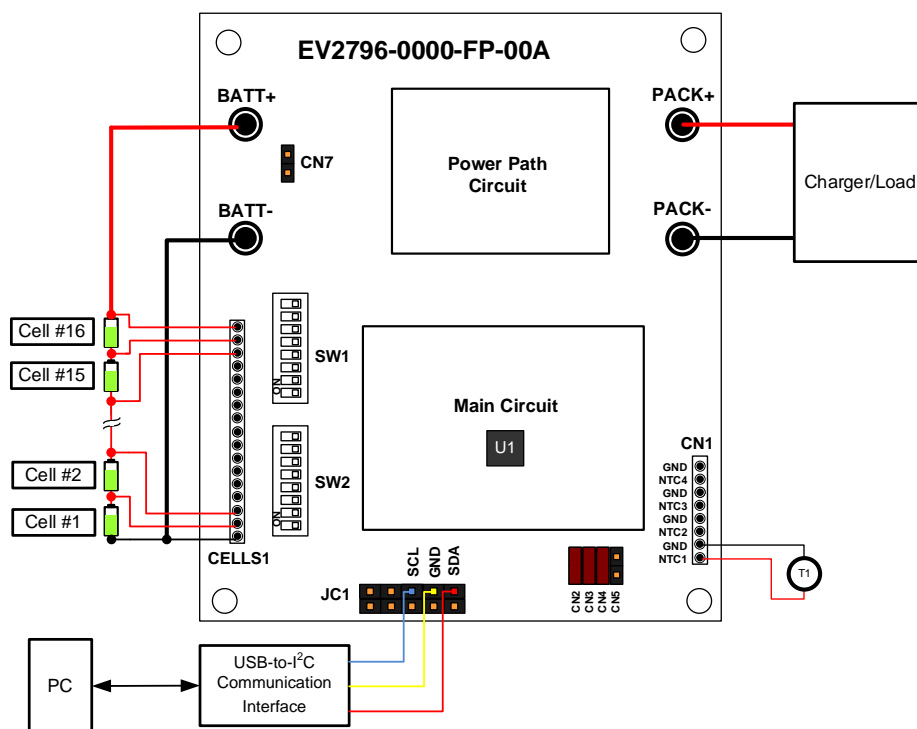 EV2796-0000-FP-00A
BATT+
PACK+
CN7
Power Path
Circuit
Charger/Load
BATT-
PACK-
Cell #16
Cell #15
SW1
ON
Main Circuit
U1
Cell #2
Cell #1
SW2
ON
CELLS1
CN1
GND
NTC4
GND
NTC3
GND
NTC2
GND
NTC1
T1
SCL
GND
SDA
JC1
CN2
CN3
CN4
CN5
PC
USB-to-I²C
Communication
Interface